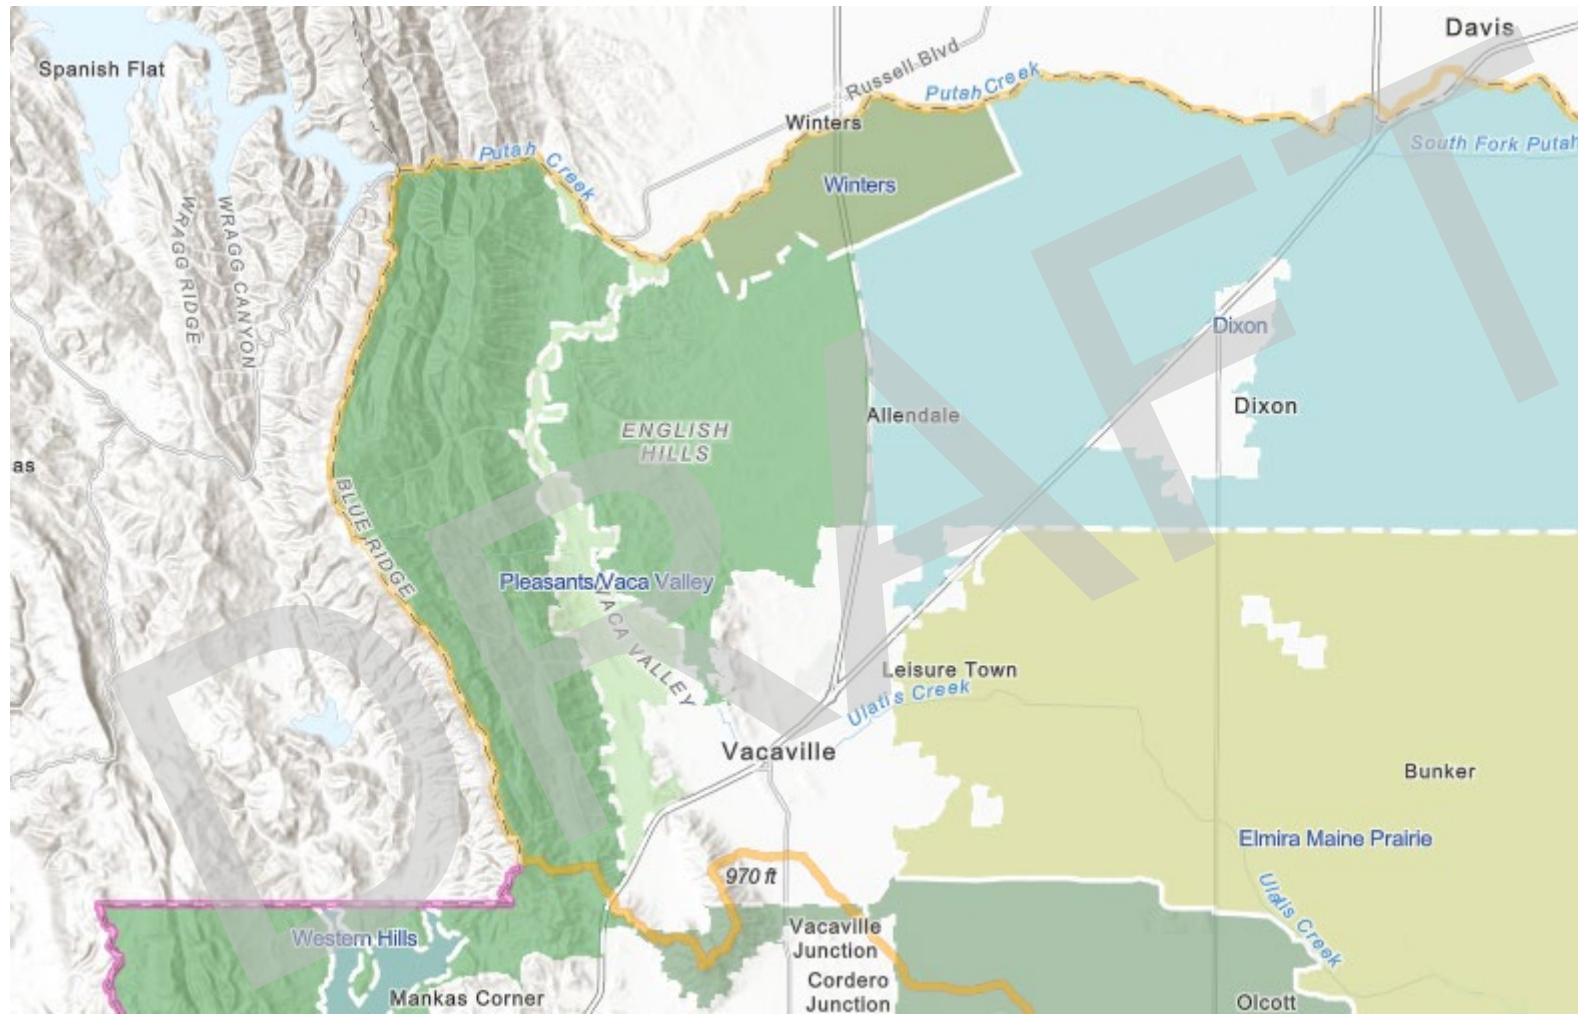 Davis
Spanish Flat
Russell Blvd
Putah Creek
Winters
South Fork Putah
Putah Creek
Winters
WRAGG RIDGE
WRAGG CANYON
Dixon
Dixon
Allendale
ENGLISH
HILLS
as
BLUE RIDGE
Pleasants/Vaca Valley
VACA VALLEY
Leisure Town
Ulatis Creek
Vacaville
Bunker
Elmira Maine Prairie
970 ft
Ulatis Creek
Vacaville
Junction
Western Hills
Cordero
Junction
Mankas Corner
Olcott
DRAFT